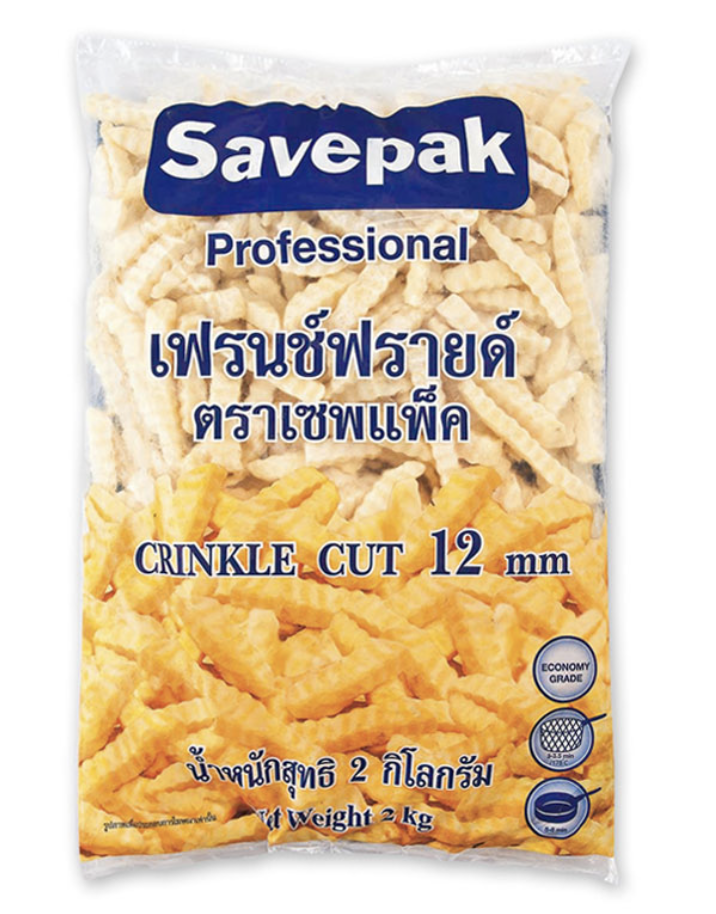 Savepak
Professional
เฟรนช์ฟรายด์
ตราเซพแพ็ค
CRINKLE CUT 12 mm
ECONOMY
GRADE
น้ำหนักสุทธิ 2 กิโลกรัม
Net Weight 2 kg